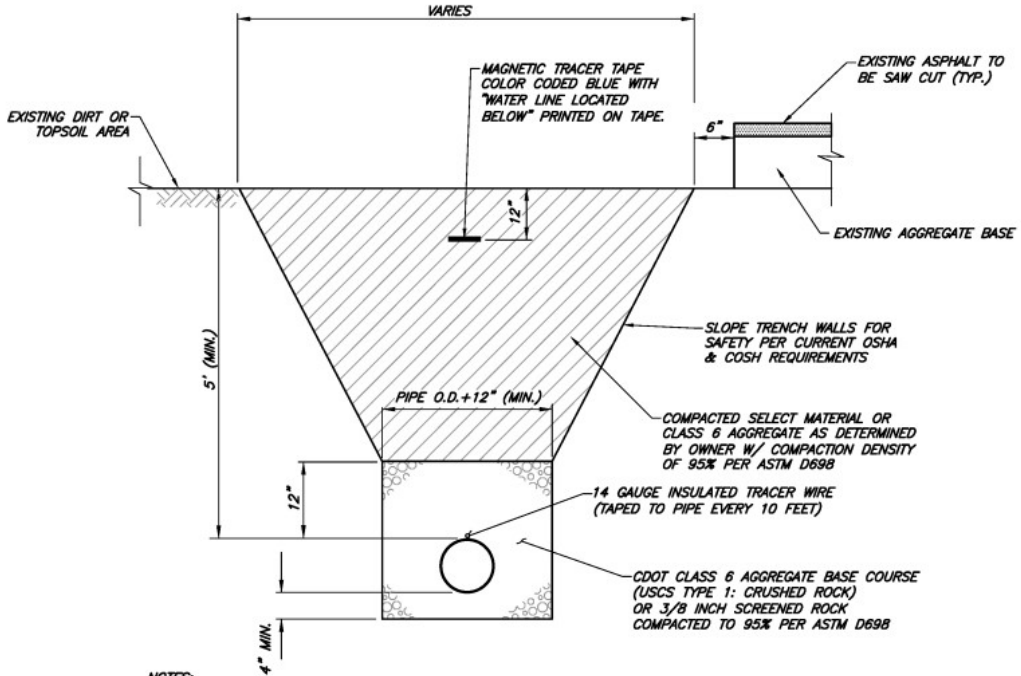 VARIES
MAGNETIC TRACER TAPE
COLOR CODED BLUE WITH
"WATER LINE LOCATED
BELOW" PRINTED ON TAPE.
EXISTING ASPHALT TO
BE SAW CUT (TYP.)
EXISTING DIRT OR
TOPSOIL AREA
6"
12"
EXISTING AGGREGATE BASE
SLOPE TRENCH WALLS FOR
SAFETY PER CURRENT OSHA
& COSH REQUIREMENTS
5' (MIN.)
PIPE O.D.+12" (MIN.)
COMPACTED SELECT MATERIAL OR
CLASS 6 AGGREGATE AS DETERMINED
BY OWNER W/ COMPACTION DENSITY
OF 95% PER ASTM D698
12"
14 GAUGE INSULATED TRACER WIRE
(TAPED TO PIPE EVERY 10 FEET)
CDOT CLASS 6 AGGREGATE BASE COURSE
(USCS TYPE 1: CRUSHED ROCK)
OR 3/8 INCH SCREENED ROCK
COMPACTED TO 95% PER ASTM D698
4" MIN.
NOTES: